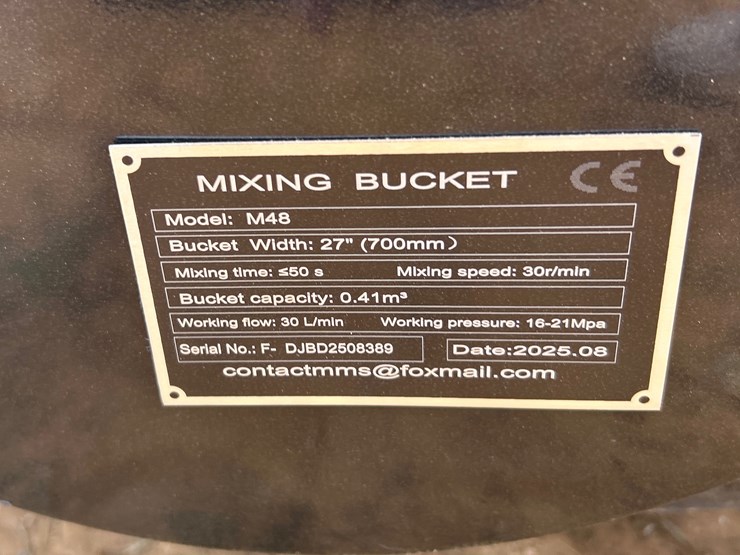 MIXING BUCKET CE
Model: M48
Bucket Width: 27" (700mm)
Mixing time: ≤50 s Mixing speed: 30r/min
Bucket capacity: 0.41m³
Working flow: 30 L/min Working pressure: 16-21Mpa
Serial No.: F- DJBD2508389 Date:2025.08
contactmms@foxmail.com